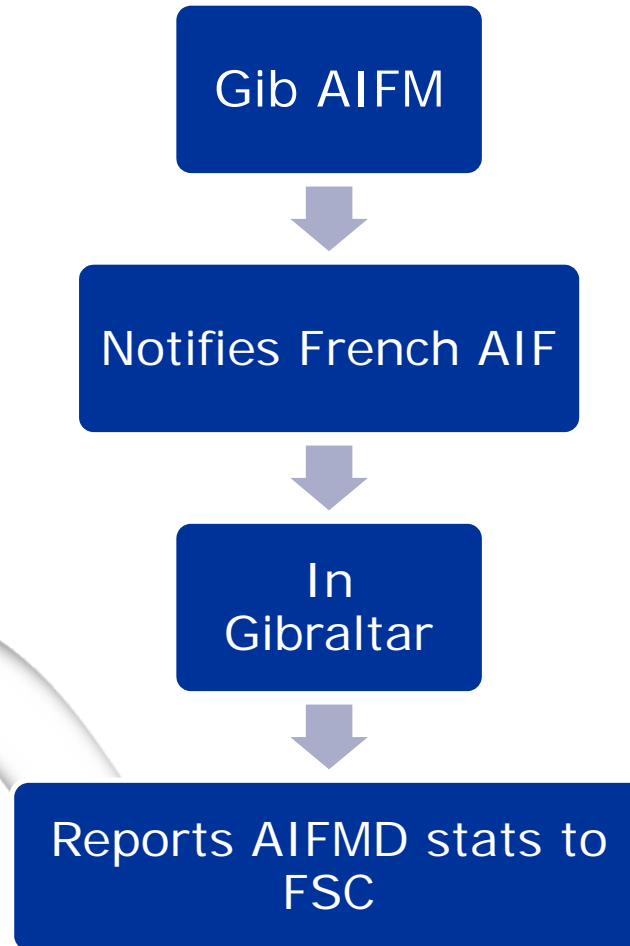 Gib AIFM
Notifies French AIF
In
Gibraltar
Reports AIFMD stats to
FSC